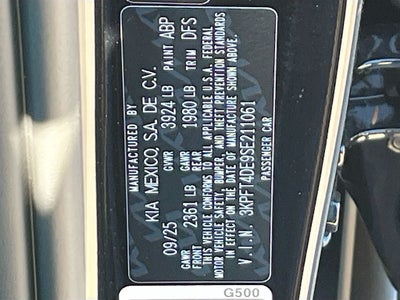 MANUFACTURED BY
KIA MEXICO, S.A. DE C.V.
09/25 GVWR 3924 LB PAINT ABP
GAWR FRONT 2361 LB GAWR REAR 1980 LB TRIM DFS
THIS VEHICLE CONFORMS TO ALL APPLICABLE U.S.A. FEDERAL
MOTOR VEHICLE SAFETY, BUMPER, AND THEFT PREVENTION STANDARDS
IN EFFECT ON THE DATE OF MANUFACTURE SHOWN ABOVE.
V.I.N. 3KPFT4DE9SE211061
PASSENGER CAR
G500